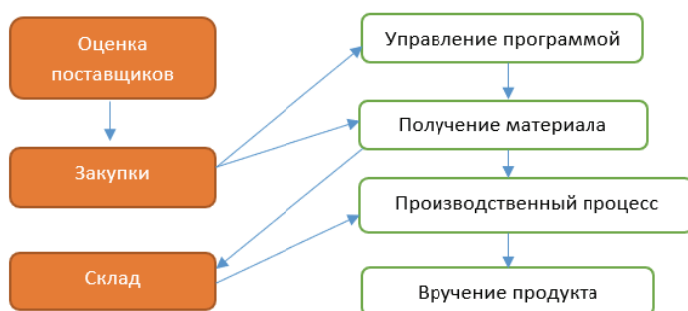 Оценка
поставщиков
Закупки
Склад
Управление программой
Получение материала
Производственный процесс
Вручение продукта